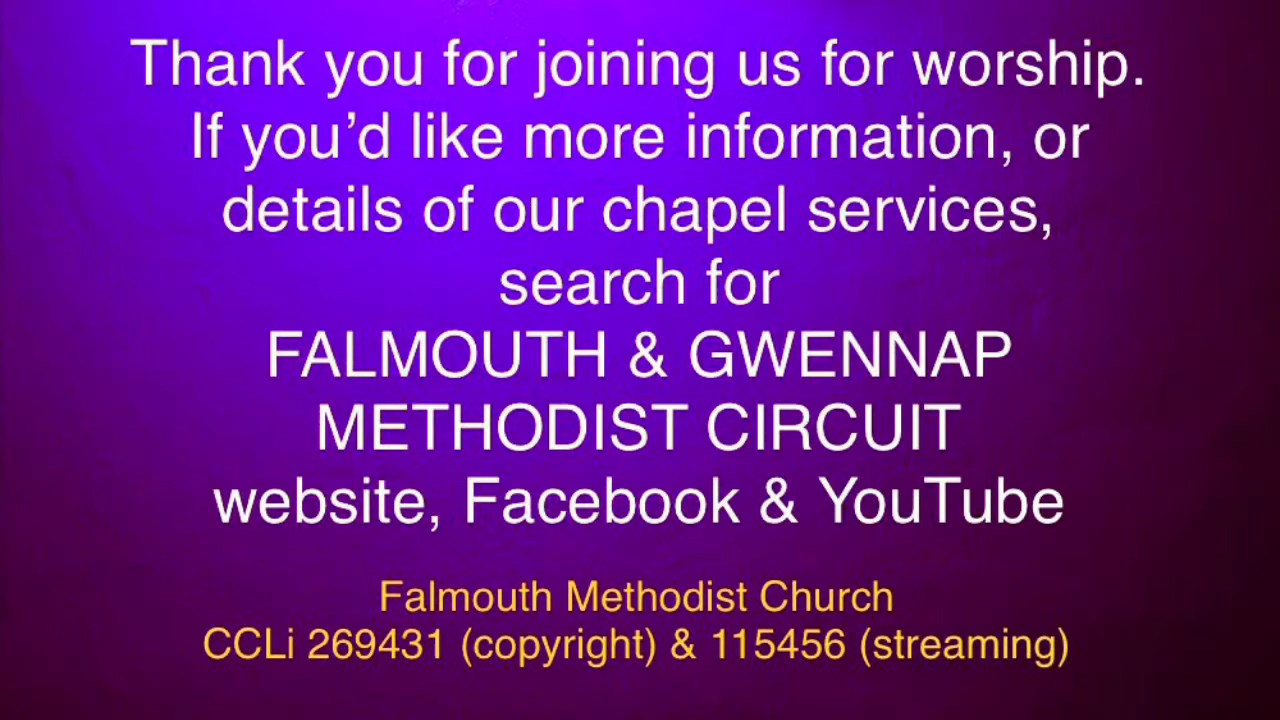 Thank you for joining us for worship.
If you’d like more information, or
details of our chapel services,
search for
FALMOUTH & GWENNAP
METHODIST CIRCUIT
website, Facebook & YouTube
Falmouth Methodist Church
CCLi 269431 (copyright) & 115456 (streaming)